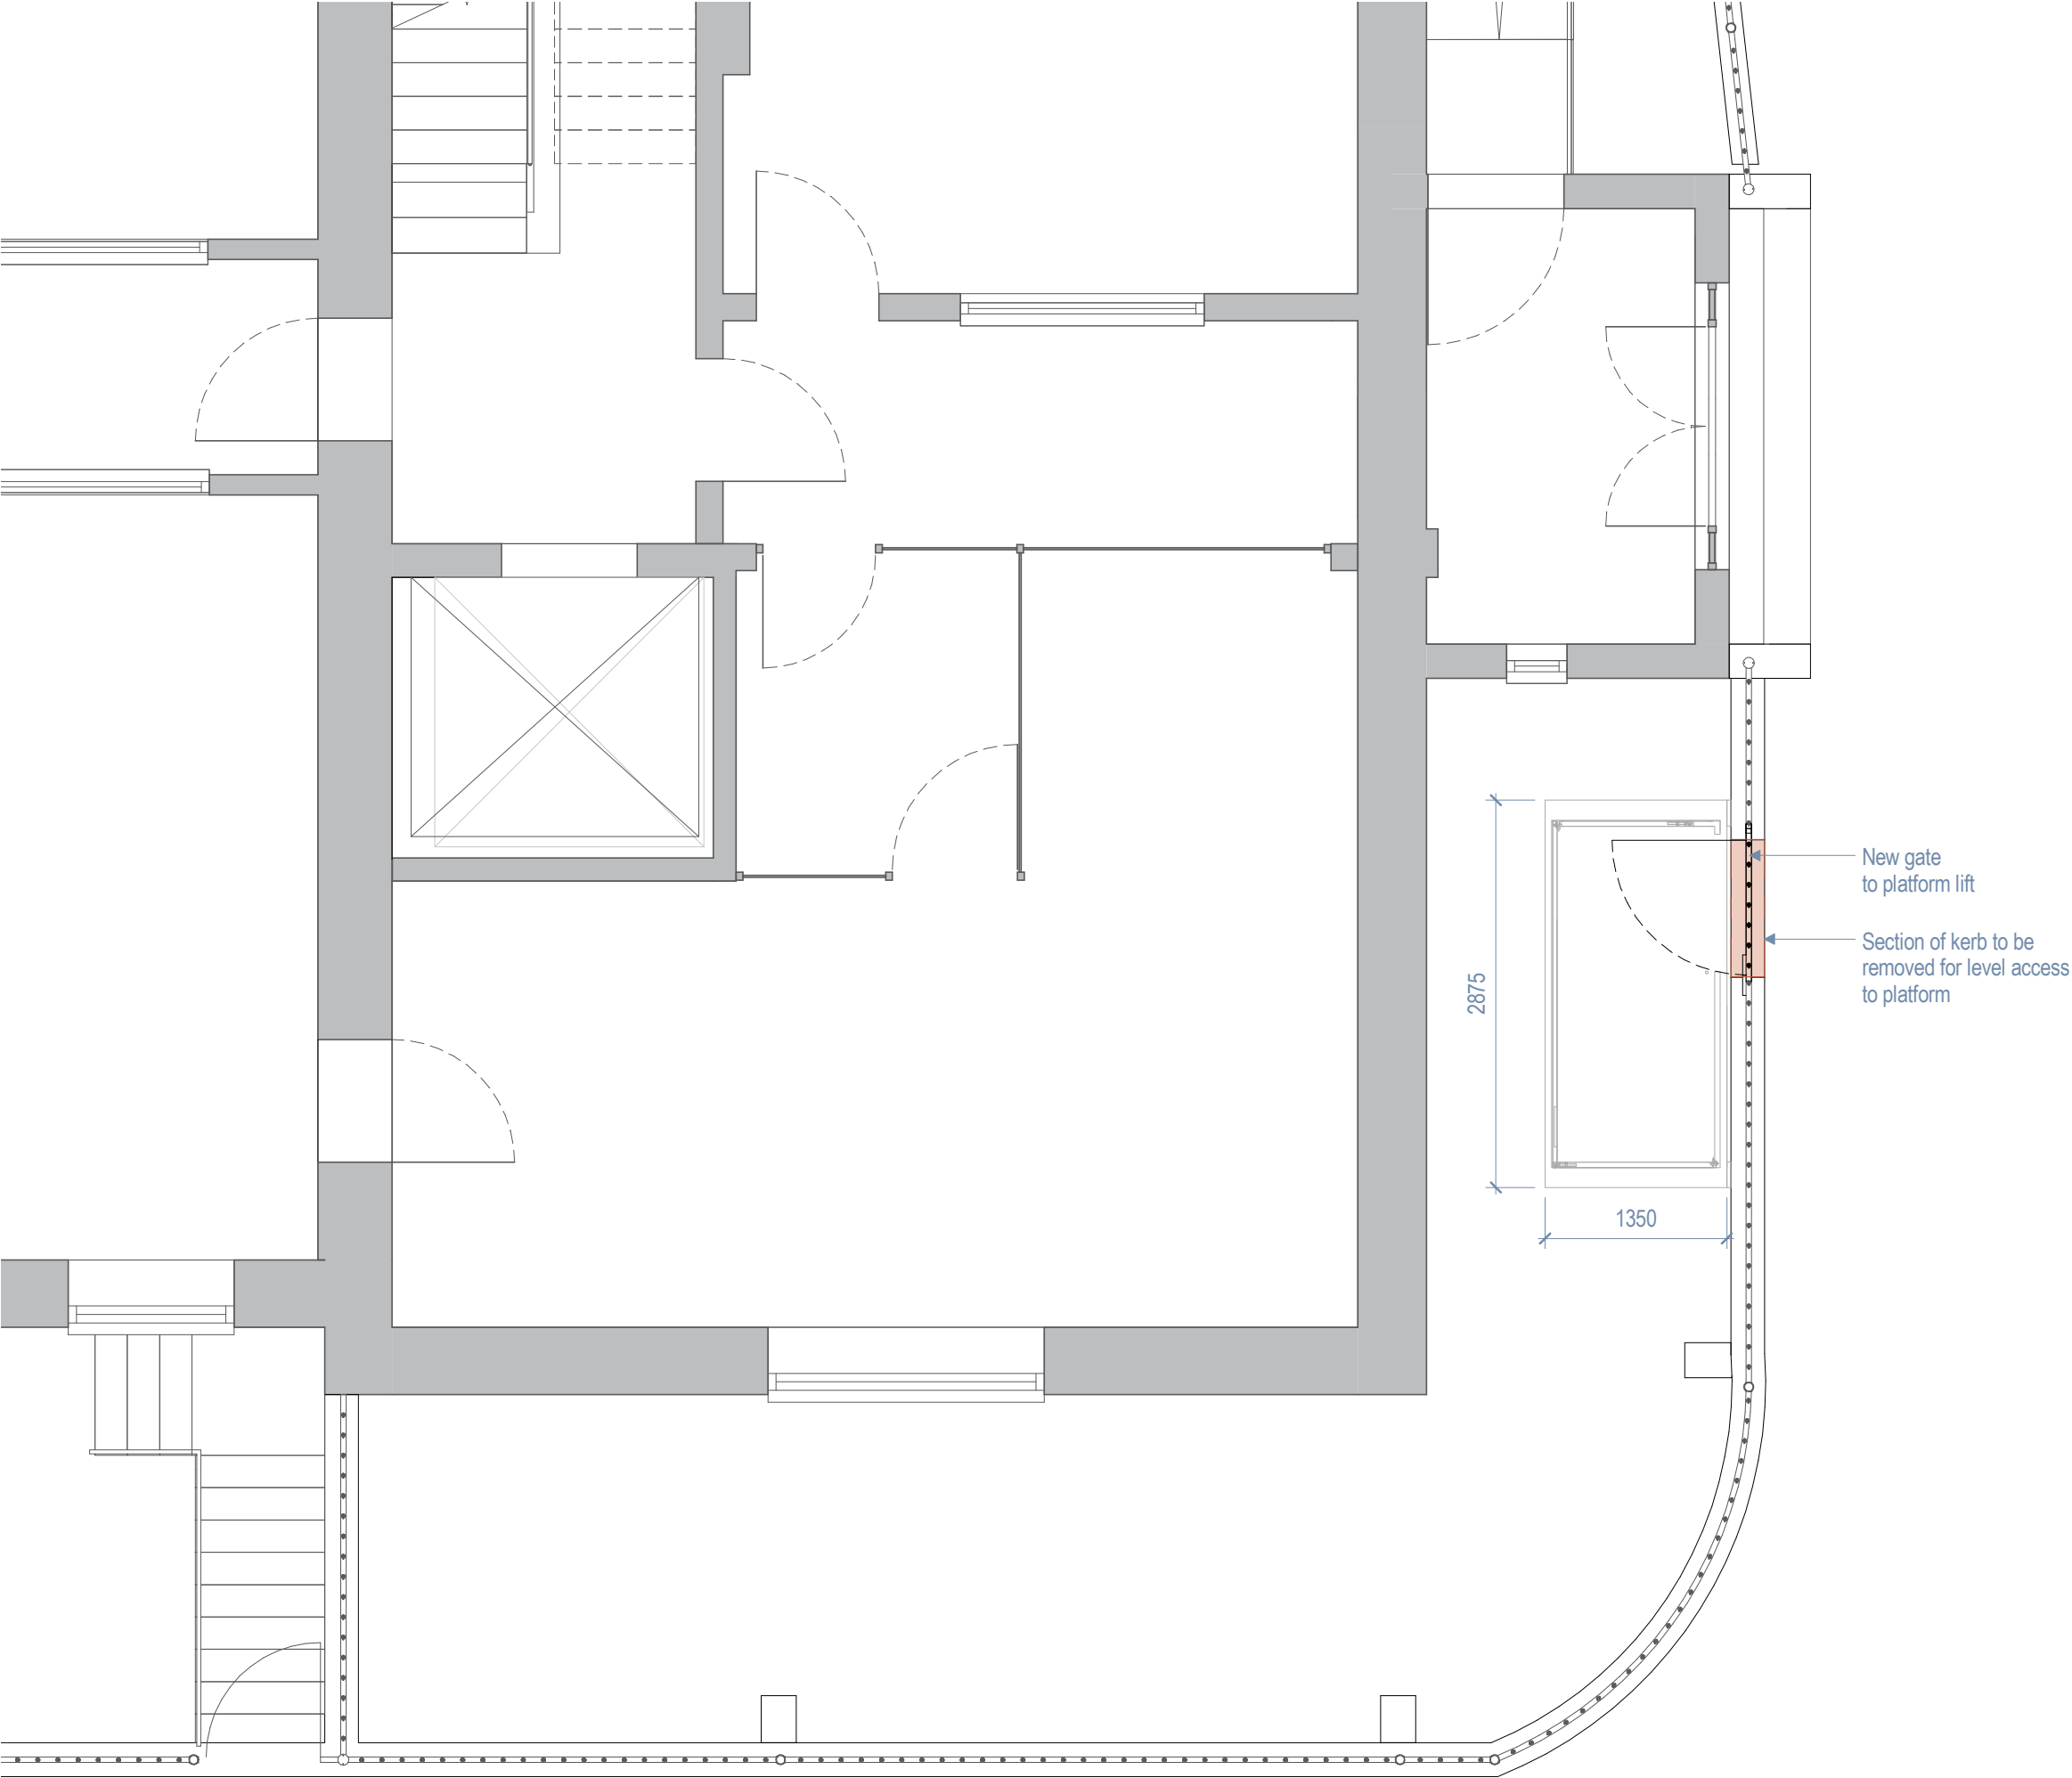 New gate
to platform lift
Section of kerb to be
removed for level access
to platform
2875
1350